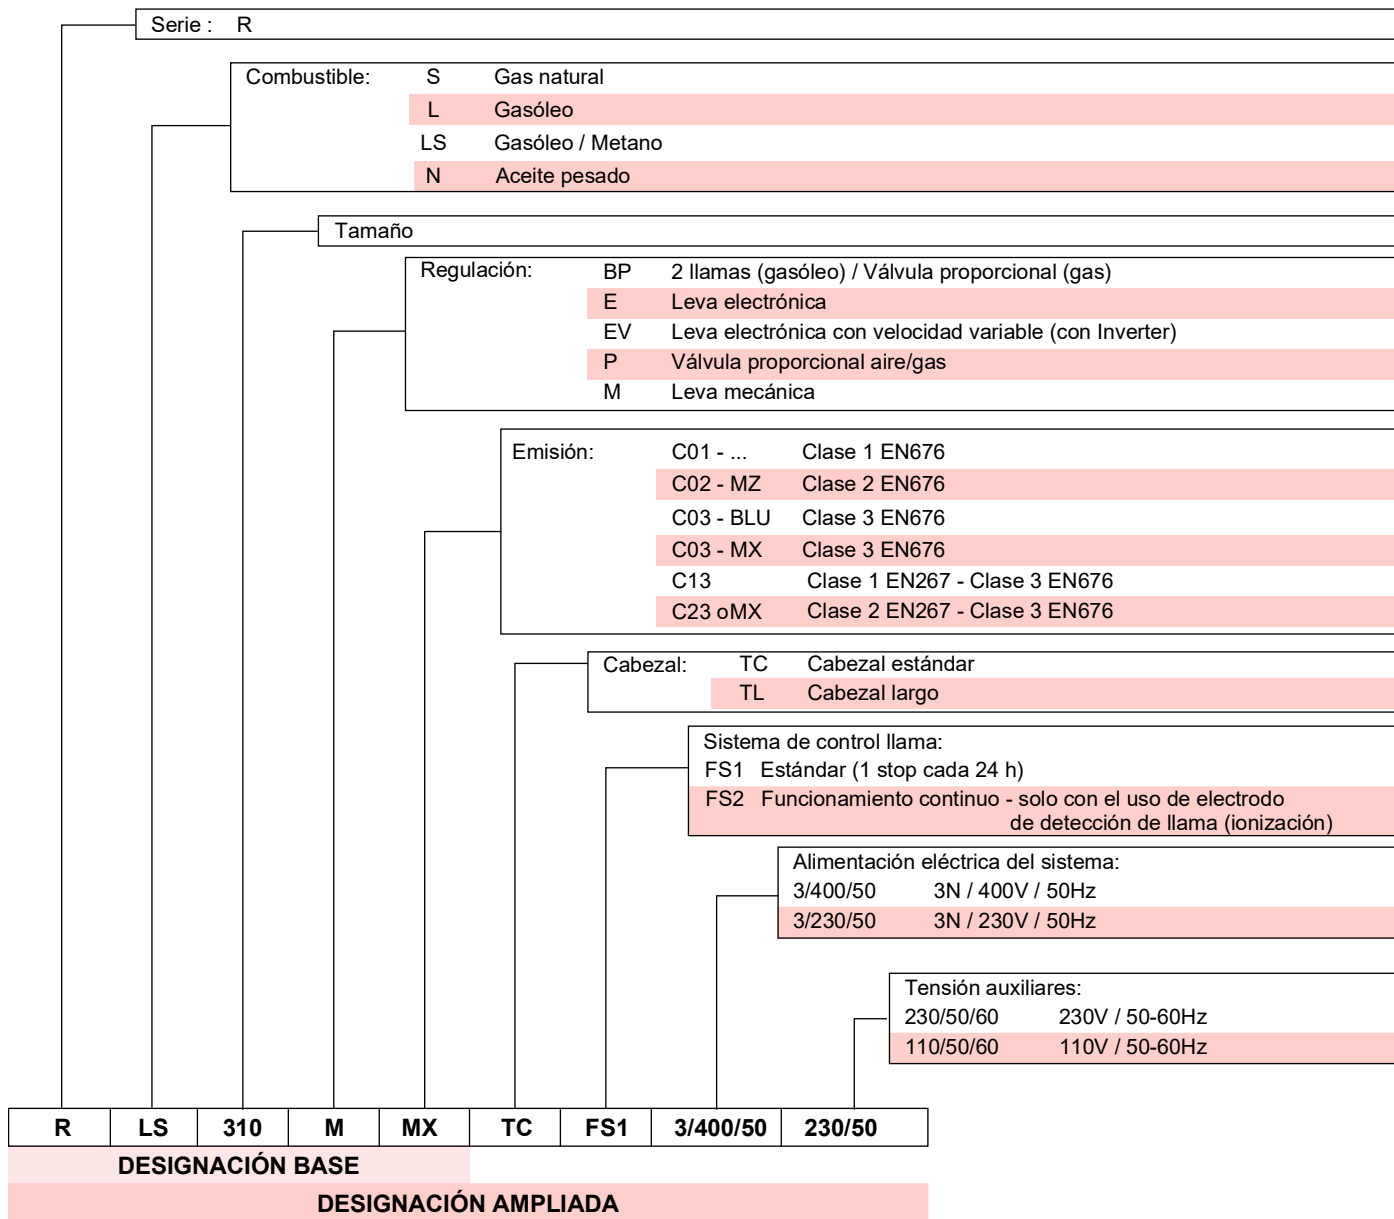 Serie : R
Combustible: S Gas natural
L Gasóleo
LS Gasóleo / Metano
N Aceite pesado
Tamaño
Regulación: BP 2 llamas (gasóleo) / Válvula proporcional (gas)
E Leva electrónica
EV Leva electrónica con velocidad variable (con Inverter)
P Válvula proporcional aire/gas
M Leva mecánica
Emisión: C01 - ... Clase 1 EN676
C02 - MZ Clase 2 EN676
C03 - BLU Clase 3 EN676
C03 - MX Clase 3 EN676
C13 Clase 1 EN267 - Clase 3 EN676
C23 oMX Clase 2 EN267 - Clase 3 EN676
Cabezal: TC Cabezal estándar
TL Cabezal largo
Sistema de control llama:
FS1 Estándar (1 stop cada 24 h)
FS2 Funcionamiento continuo - solo con el uso de electrodo
de detección de llama (ionización)
Alimentación eléctrica del sistema:
3/400/50 3N / 400V / 50Hz
3/230/50 3N / 230V / 50Hz
Tensión auxiliares:
230/50/60 230V / 50-60Hz
110/50/60 110V / 50-60Hz
R LS 310 M MX TC FS1 3/400/50 230/50
DESIGNACIÓN BASE
DESIGNACIÓN AMPLIADA